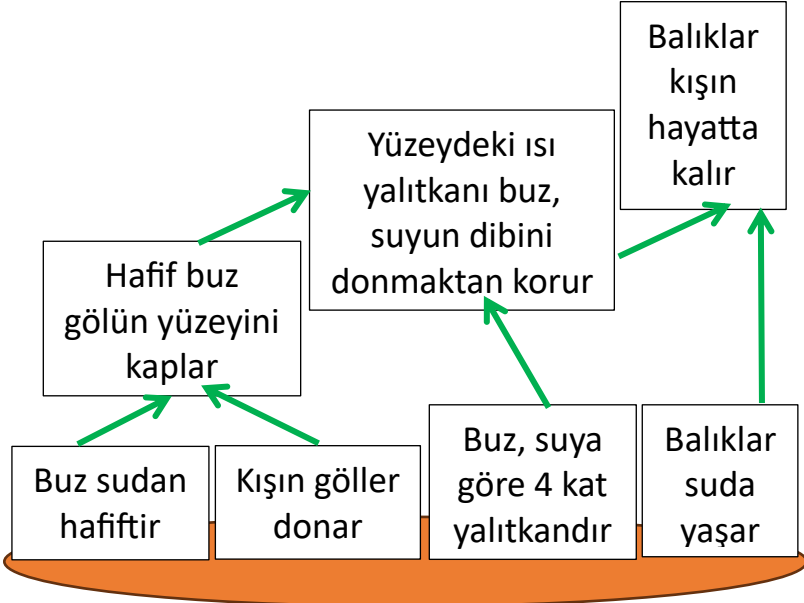 Balıklar
kışın
hayatta
kalır
Yüzeydeki ısı
yalıtkanı buz,
suyun dibini
donmaktan korur
Hafif buz
gölün yüzeyini
kaplar
Buz sudan
hafiftir
Kışın göller
donar
Buz, suya
göre 4 kat
yalıtkandır
Balıklar
suda
yaşar